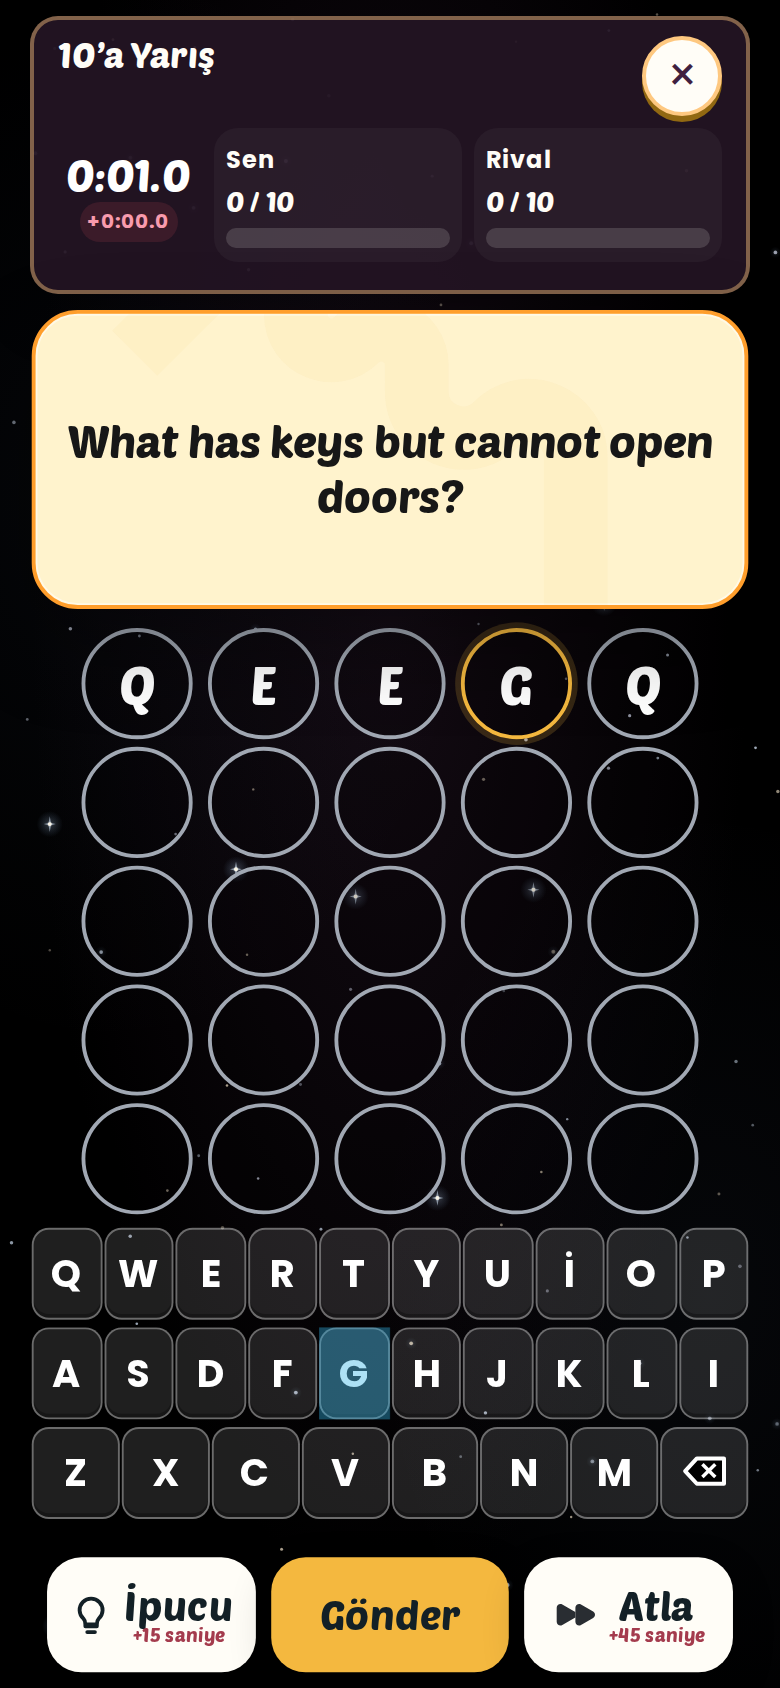 10’a Yarış
×
0:01.0
+0:00.0
Sen
0 / 10
Rival
0 / 10
What has keys but cannot open
doors?
Q E E G Q
Q W E R T Y U İ O P
A S D F G H J K L I
Z X C V B N M
İpucu
+15 saniye
Gönder
Atla
+45 saniye